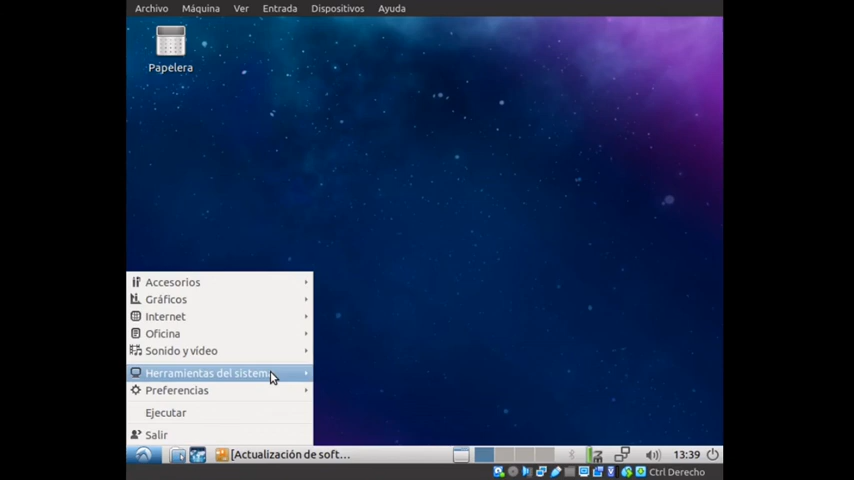 Archivo Máquina Ver Entrada Dispositivos Ayuda
Papelera
Accesorios
Gráficos
Internet
Oficina
Sonido y vídeo
Herramientas del sistema
Preferencias
Ejecutar
Salir
[Actualización de soft...
13:39
Ctrl Derecho